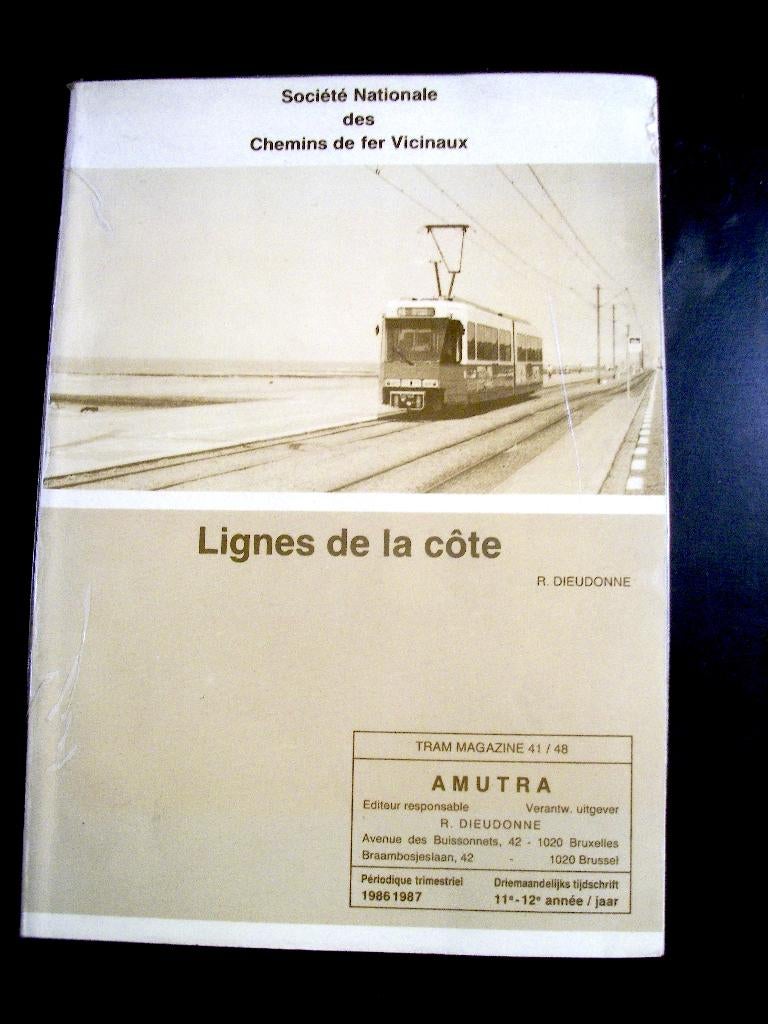 Société Nationale
des
Chemins de fer Vicinaux
Lignes de la côte
R. DIEUDONNE
TRAM MAGAZINE 41 / 48
AMUTRA
Editeur responsable Verantw. uitgever
R. DIEUDONNE
Avenue des Buissonnets, 42 - 1020 Bruxelles
Braambosjeslaan, 42 - 1020 Brussel
Périodique trimestriel Driemaandelijks tijdschrift
1986 1987 11e - 12e année / jaar